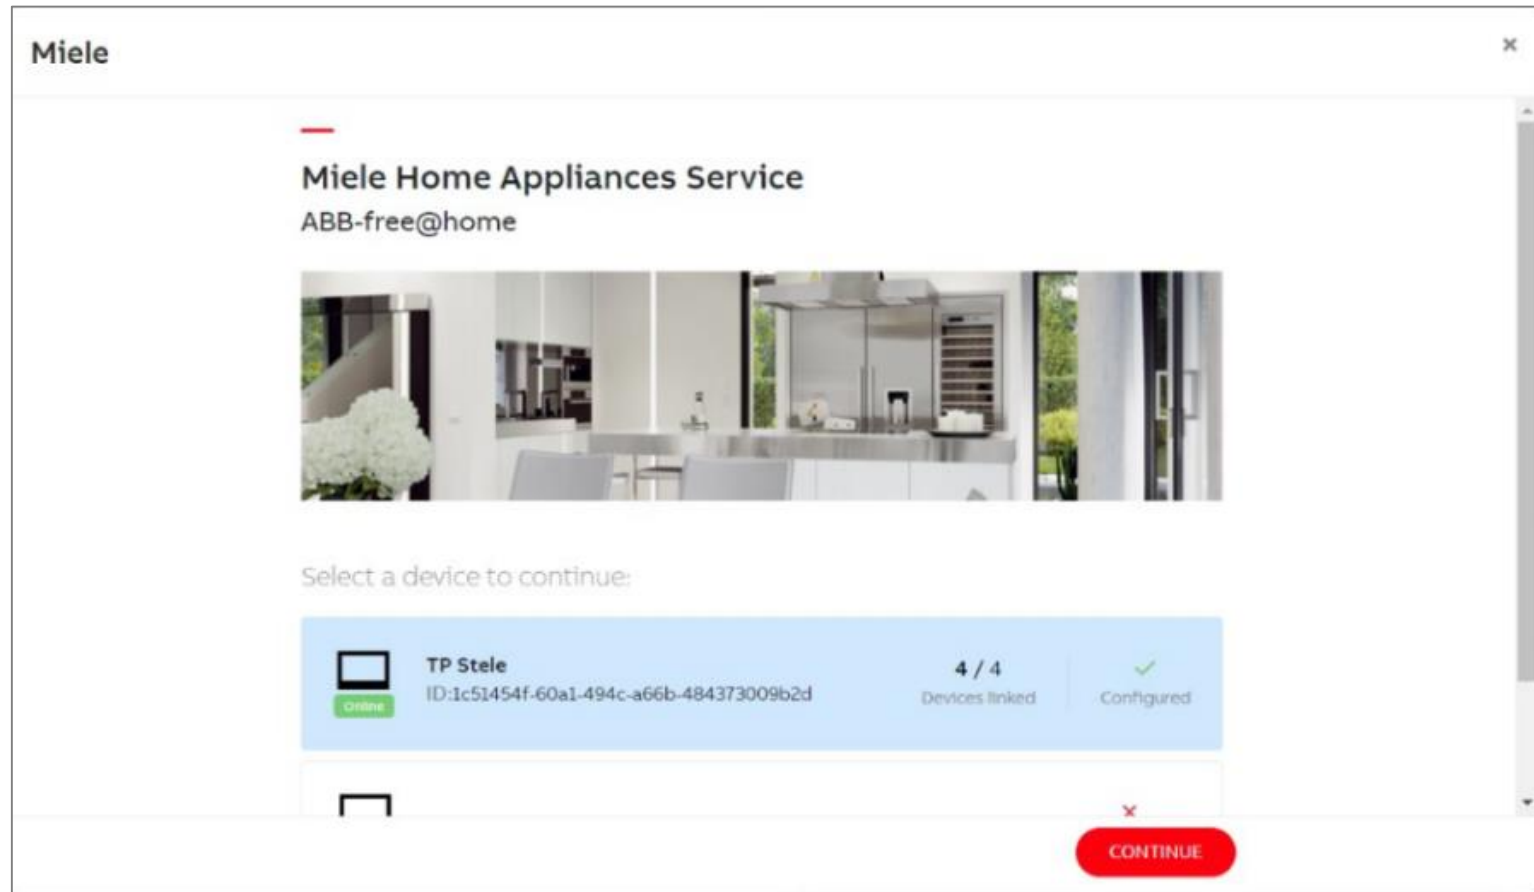 Miele
Miele Home Appliances Service
ABB-free@home
Select a device to continue:
TP Stele
ID:1c51454f-60a1-494c-a66b-484373009b2d
Online
4 / 4
Devices linked
Configured
CONTINUE